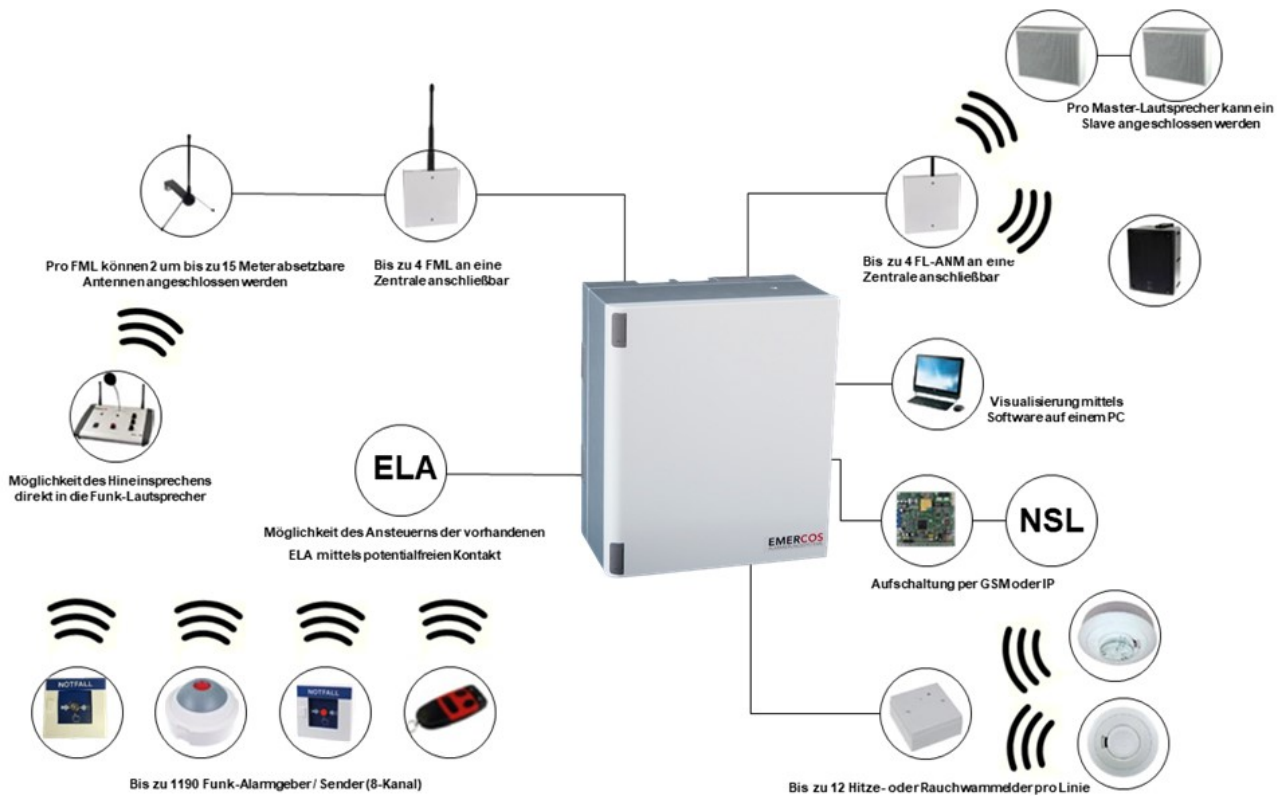 Pro Master-Lautsprecher kann ein
Slave angeschlossen werden
Pro FML können 2 um bis zu 15 Meter absetzbare
Antennen angeschlossen werden
Bis zu 4 FML an eine
Zentrale anschließbar
Bis zu 4 FL-ANM an eine
Zentrale anschließbar
Visualisierung mittels
Software auf einem PC
Möglichkeit des Hineinsprechens
direkt in die Funk-Lautsprecher
ELA
Möglichkeit des Ansteuerns der vorhandenen
ELA mittels potentialfreien Kontakt
EMERCOS
NSL
Aufschaltung per GSM oder IP
NOTFALL
NOTFALL
Bis zu 1190 Funk-Alarmgeber / Sender (8-Kanal)
Bis zu 12 Hitze- oder Rauchwarnmelder pro Linie